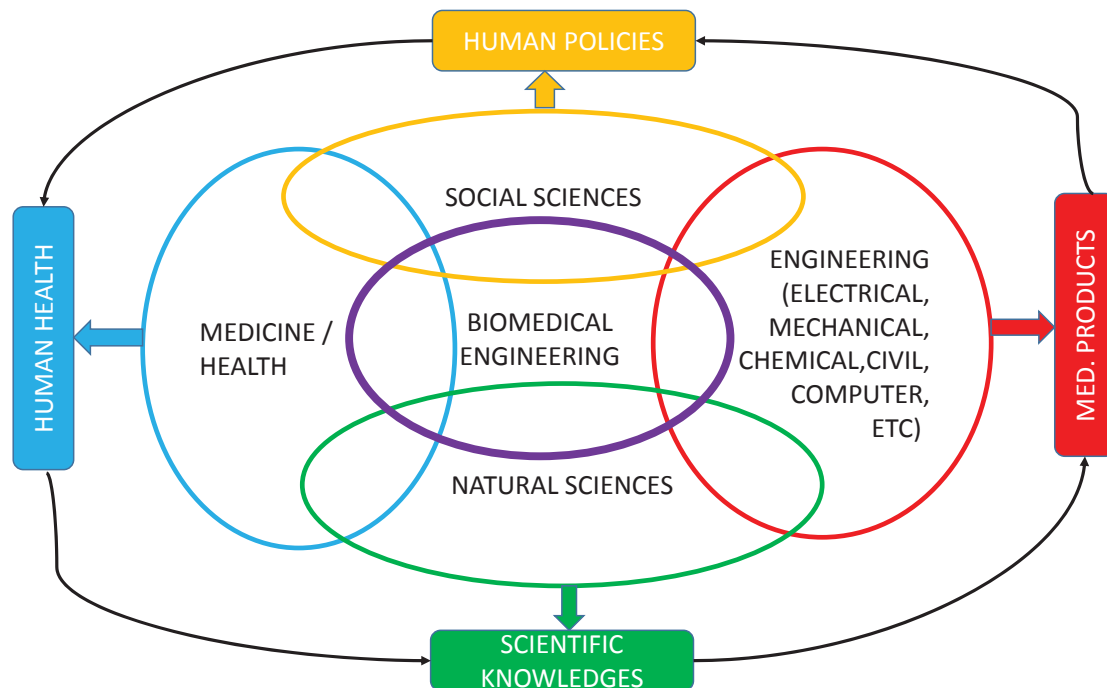 HUMAN POLICIES
SOCIAL SCIENCES
HUMAN HEALTH
MEDICINE /
HEALTH
BIOMEDICAL
ENGINEERING
ENGINEERING
(ELECTRICAL,
MECHANICAL,
CHEMICAL,CIVIL,
COMPUTER,
ETC)
MED. PRODUCTS
NATURAL SCIENCES
SCIENTIFIC
KNOWLEDGES